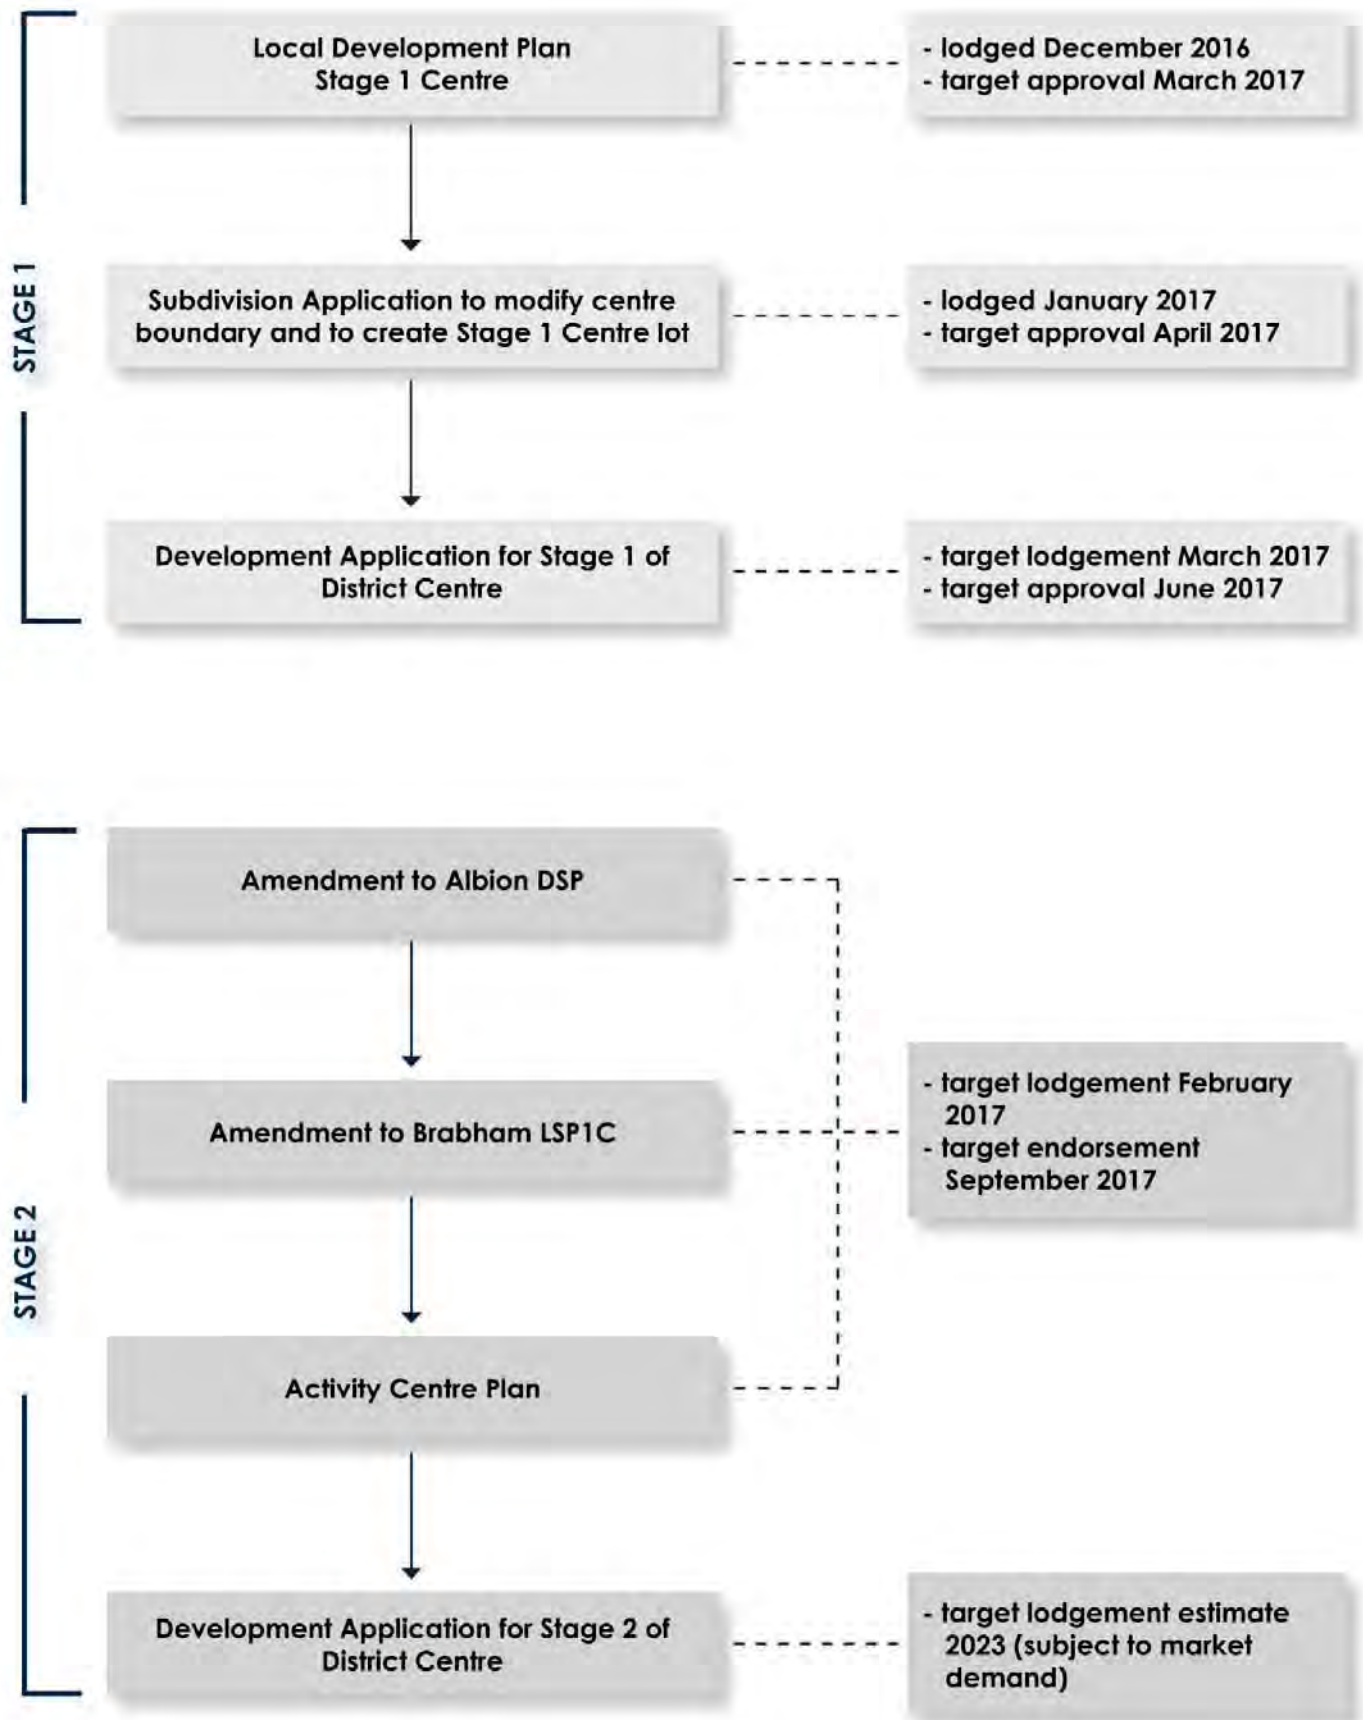 STAGE 1
Local Development Plan
Stage 1 Centre
- lodged December 2016
- target approval March 2017
Subdivision Application to modify centre
boundary and to create Stage 1 Centre lot
- lodged January 2017
- target approval April 2017
Development Application for Stage 1 of
District Centre
- target lodgement March 2017
- target approval June 2017
STAGE 2
Amendment to Albion DSP
Amendment to Brabham LSP1C
- target lodgement February
2017
- target endorsement
September 2017
Activity Centre Plan
Development Application for Stage 2 of
District Centre
- target lodgement estimate
2023 (subject to market
demand)